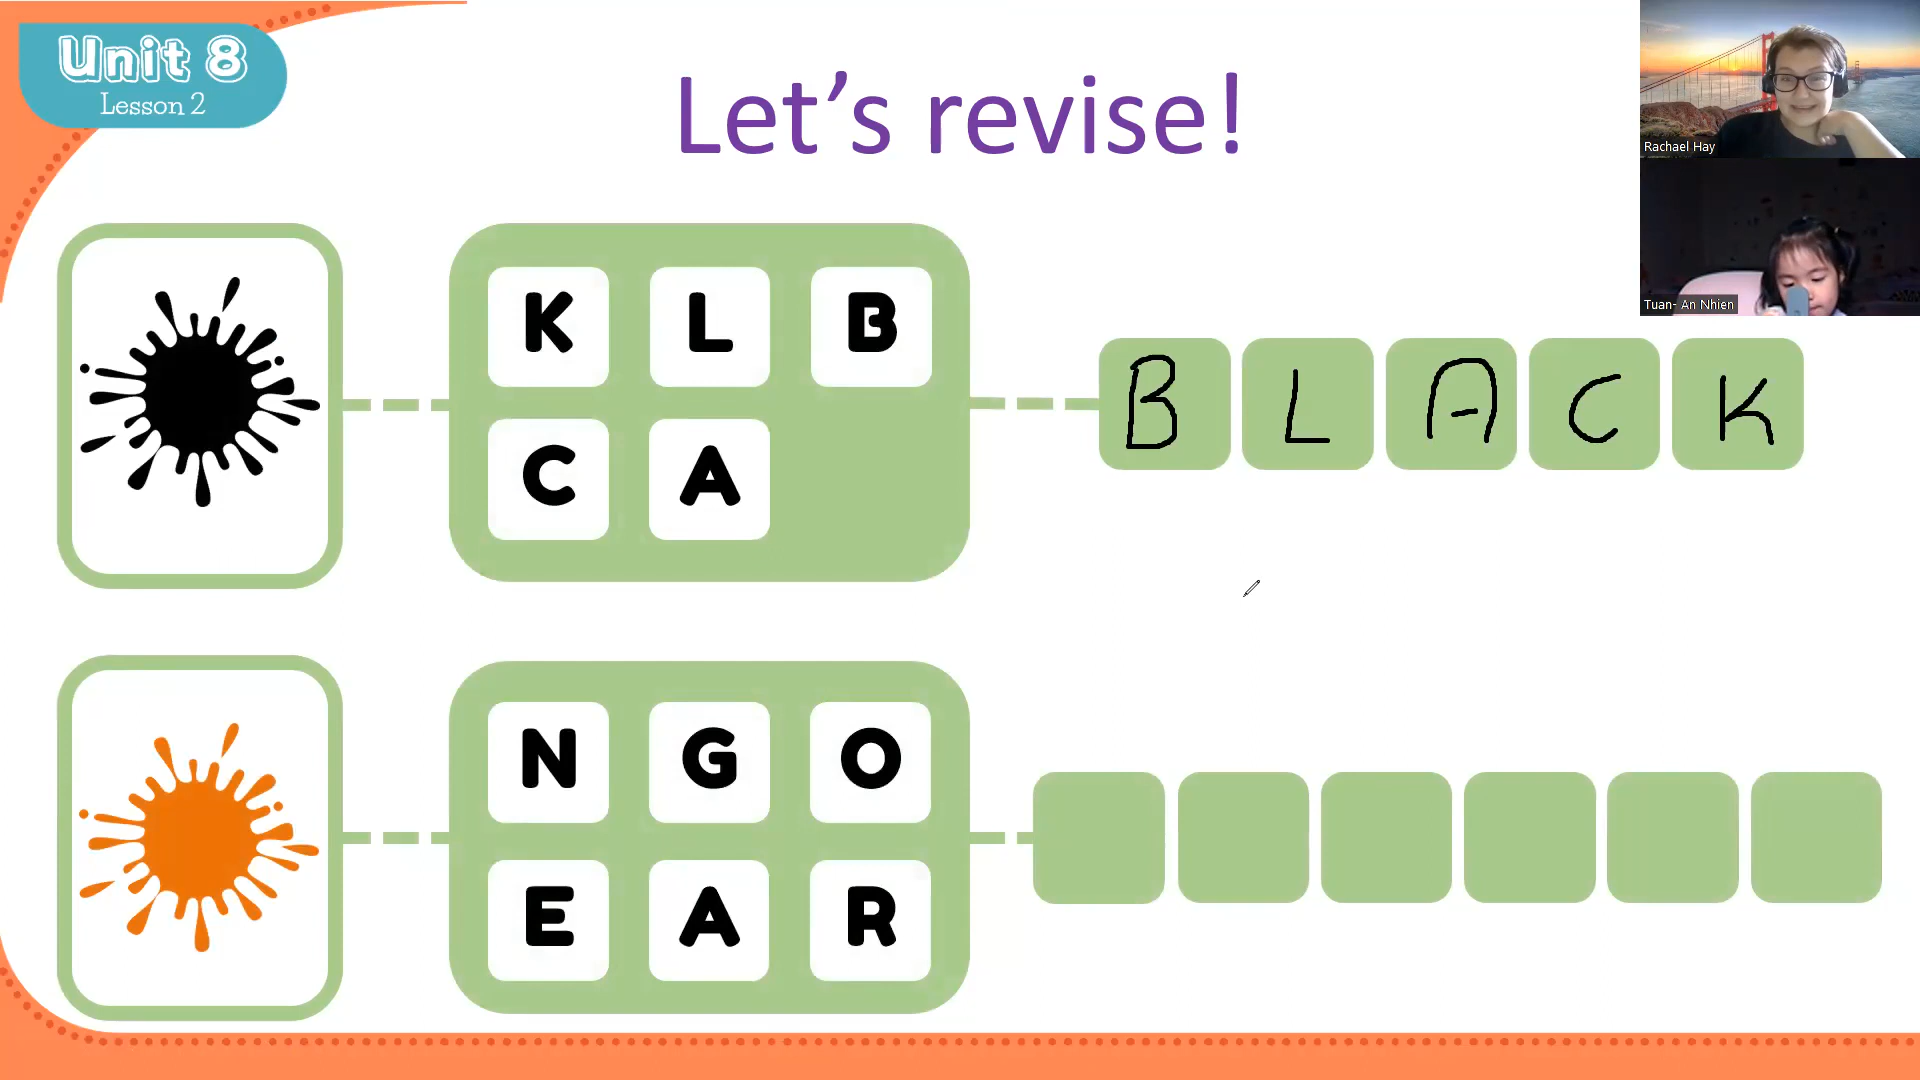 Unit 8
Lesson 2
Let's revise!
Rachael Hay
Tuan- An Nhien
K L B
C A
B L A C K
N G O
E A R